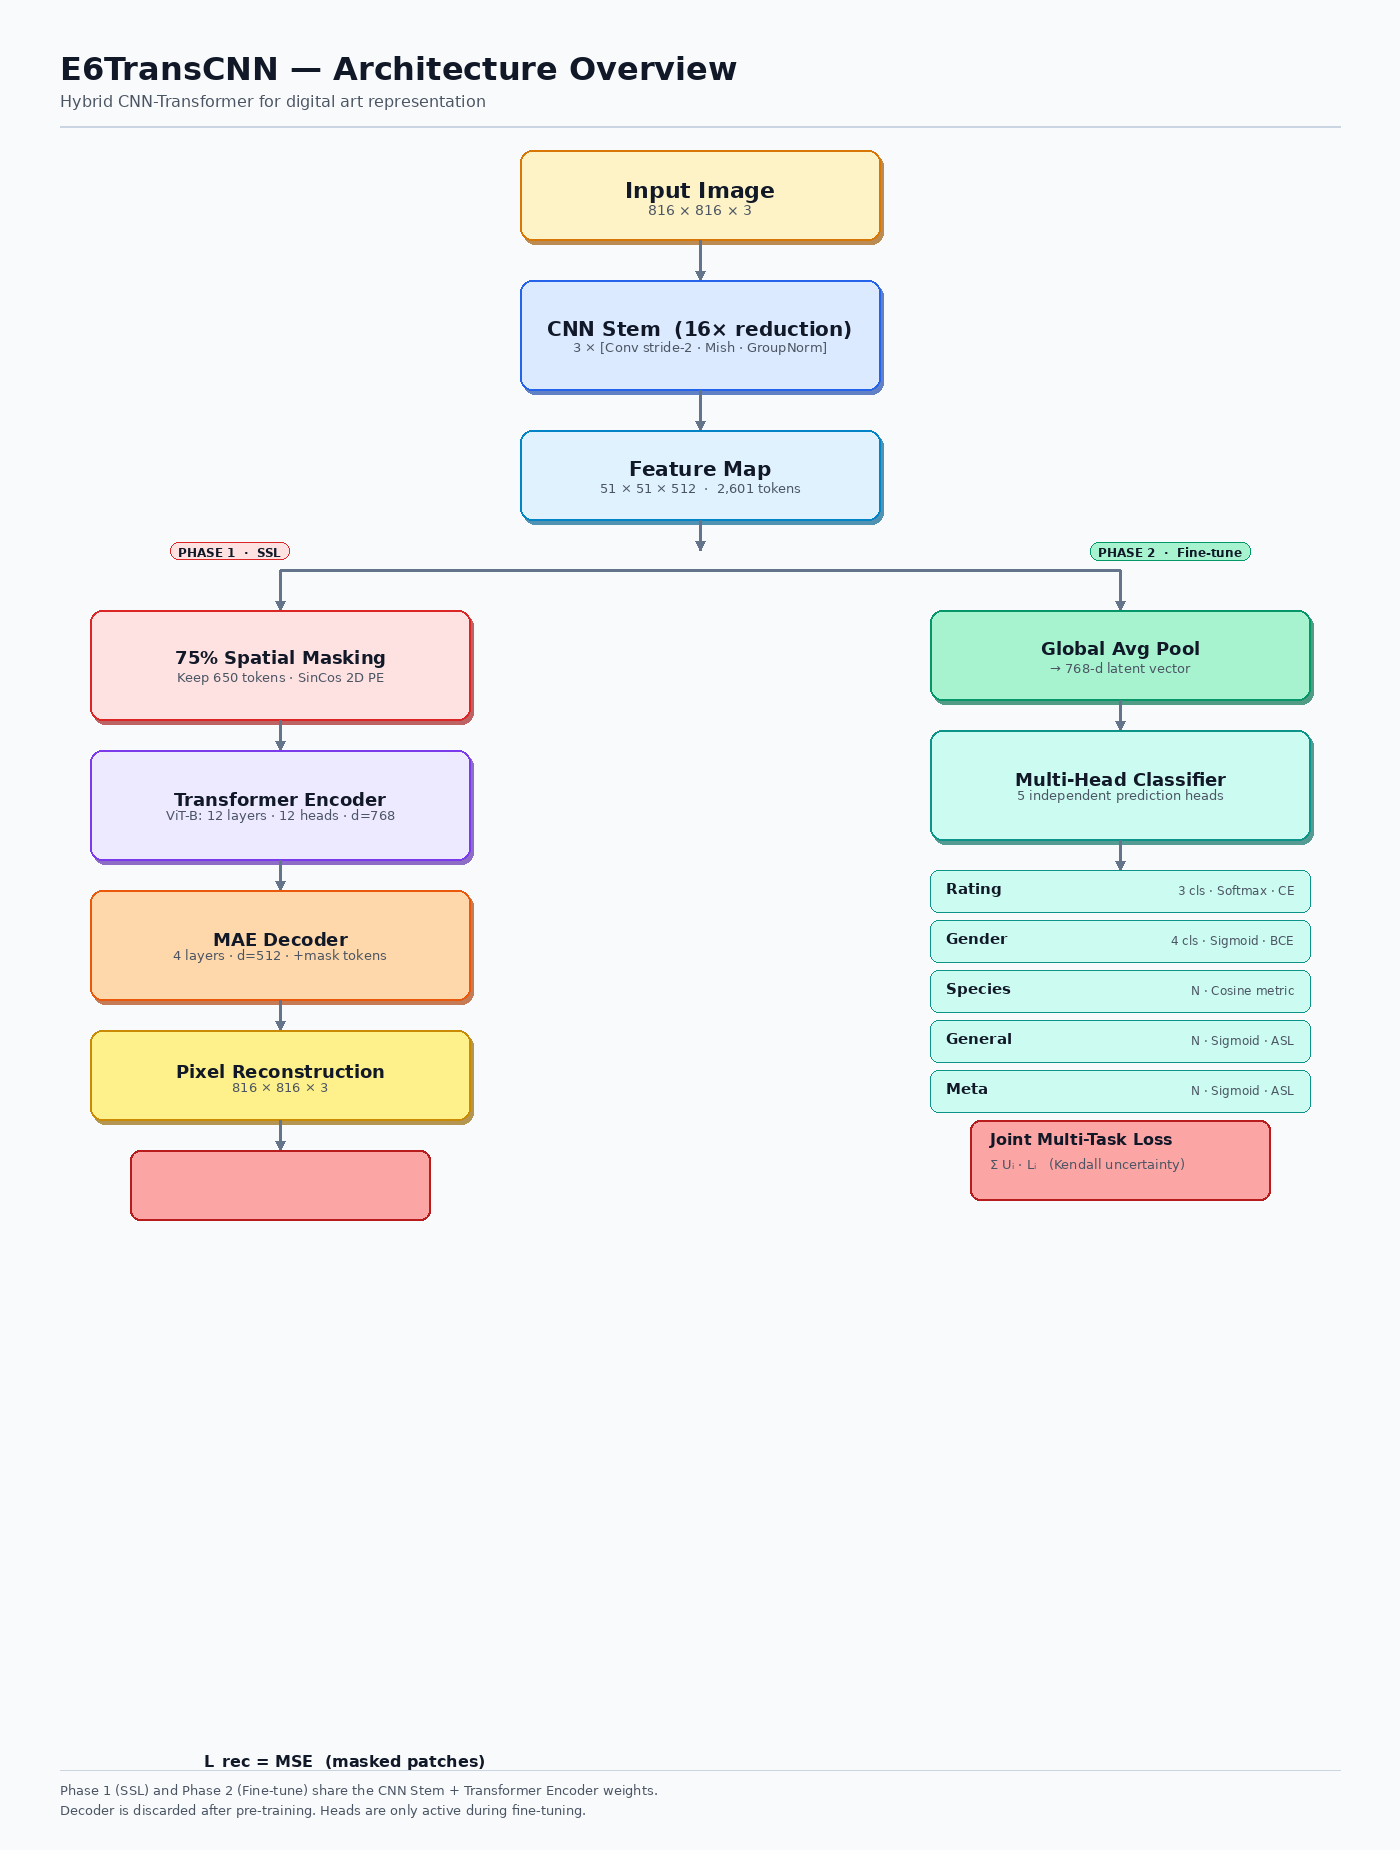 E6TransCNN — Architecture Overview
Hybrid CNN-Transformer for digital art representation
Input Image
816 × 816 × 3
CNN Stem  (16× reduction)
3 × [Conv stride-2 · Mish · GroupNorm]
Feature Map
51 × 51 × 512  ·  2,601 tokens
PHASE 1  ·  SSL
75% Spatial Masking
Keep 650 tokens · SinCos 2D PE
Transformer Encoder
ViT-B: 12 layers · 12 heads · d=768
MAE Decoder
4 layers · d=512 · +mask tokens
Pixel Reconstruction
816 × 816 × 3
PHASE 2  ·  Fine-tune
Global Avg Pool
→ 768-d latent vector
Multi-Head Classifier
5 independent prediction heads
Rating 3 cls · Softmax · CE
Gender 4 cls · Sigmoid · BCE
Species N · Cosine metric
General N · Sigmoid · ASL
Meta N · Sigmoid · ASL
Joint Multi-Task Loss
Σ Uᵢ · Lᵢ   (Kendall uncertainty)
L_rec = MSE  (masked patches)
Phase 1 (SSL) and Phase 2 (Fine-tune) share the CNN Stem + Transformer Encoder weights.
Decoder is discarded after pre-training. Heads are only active during fine-tuning.